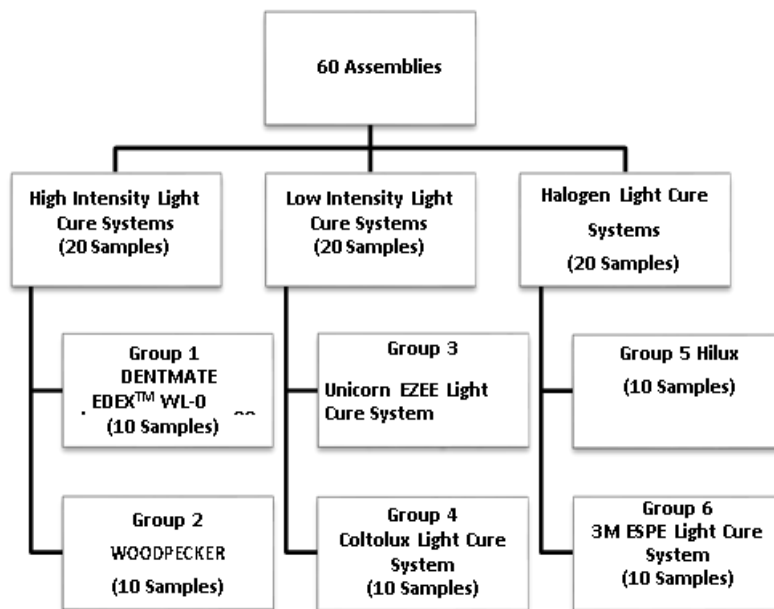 60 Assemblies
High Intensity Light
Cure Systems
(20 Samples)
Low Intensity Light
Cure Systems
(20 Samples)
Halogen Light Cure
Systems
(20 Samples)
Group 1
DENTMATE
EDEX™ WL-0
(10 Samples)
Group 2
WOODPECKER
(10 Samples)
Group 3
Unicorn EZEE Light
Cure System
Group 4
Coltolux Light Cure
System
(10 Samples)
Group 5 Hilux
(10 Samples)
Group 6
3M ESPE Light Cure
System
(10 Samples)